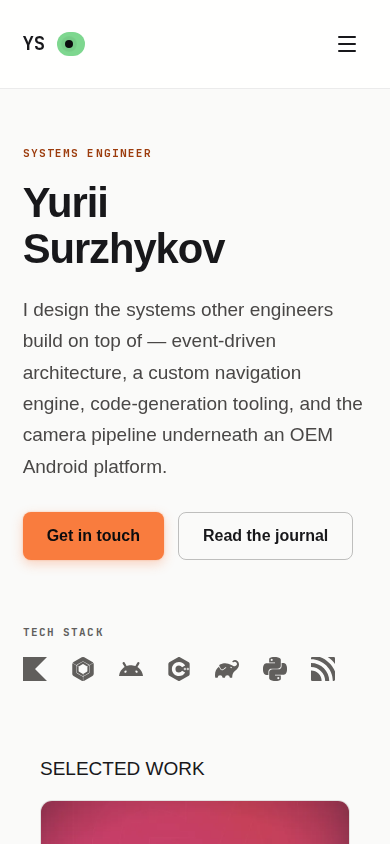 YS
SYSTEMS ENGINEER
Yurii
Surzhykov
I design the systems other engineers
build on top of — event-driven
architecture, a custom navigation
engine, code-generation tooling, and the
camera pipeline underneath an OEM
Android platform.
Get in touch
Read the journal
TECH STACK
SELECTED WORK